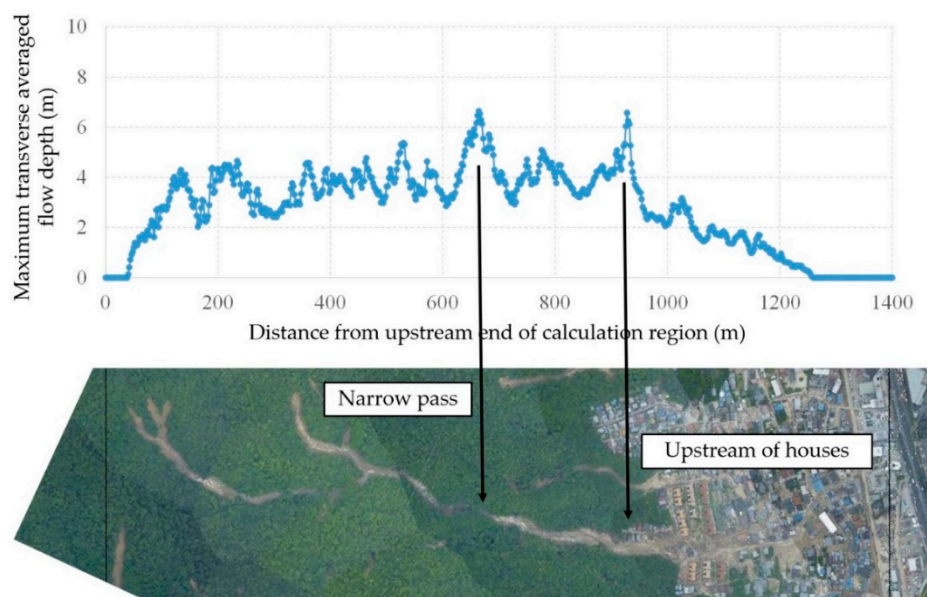 Maximum transverse averaged
flow depth (m)
10
8
6
4
2
0
0 200 400 600 800 1000 1200 1400
Distance from upstream end of calculation region (m)
Narrow pass
Upstream of houses